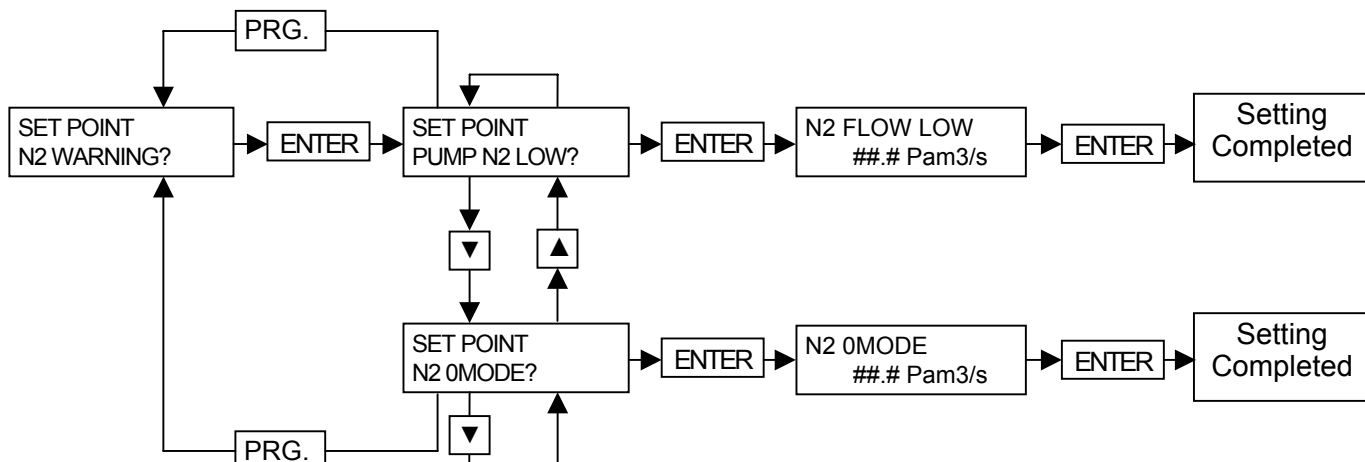 PRG.
SET POINT
N2 WARNING?
ENTER
SET POINT
PUMP N2 LOW?
ENTER
N2 FLOW LOW
##.# Pam3/s
ENTER
Setting
Completed
▼
▲
SET POINT
N2 0MODE?
ENTER
N2 0MODE
##.# Pam3/s
ENTER
Setting
Completed
PRG.
▼